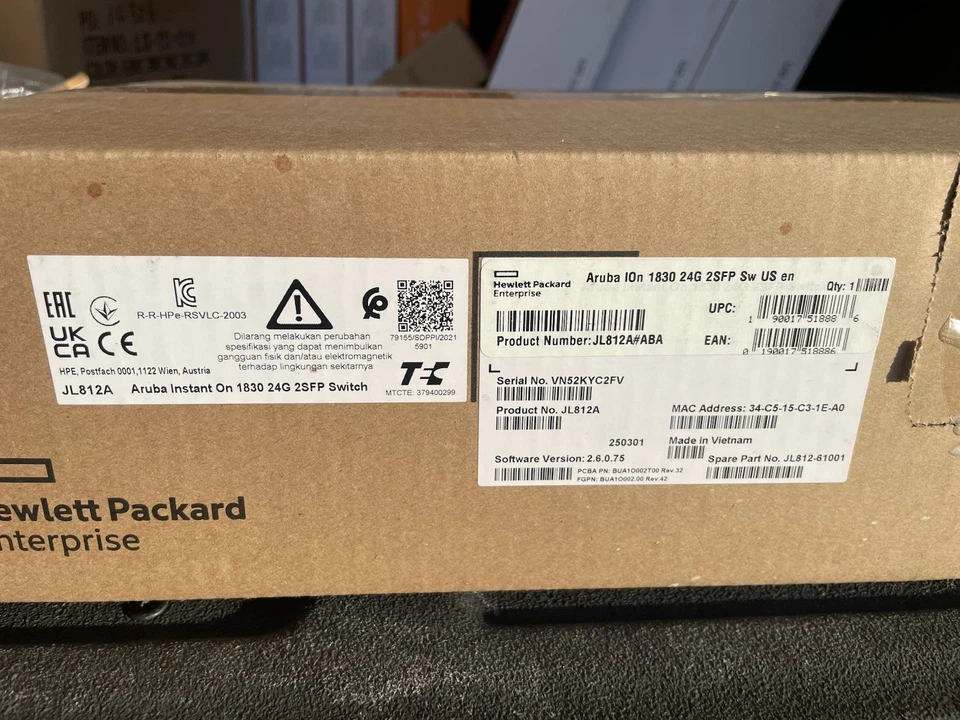 EAC
UK
CA
CE
R-R-HPe-RSVLC-2003
Dilarang melakukan perubahan
spesifikasi yang dapat menimbulkan
gangguan fisik dan/atau elektromagnetik
terhadap lingkungan sekitarnya
79155/SDPPI/2021
5901
HPE, Postfach 0001,1122 Wien, Austria
JL812A Aruba Instant On 1830 24G 2SFP Switch
MTCTE: 379400299
Hewlett Packard
Enterprise
Aruba IOn 1830 24G 2SFP Sw US en
Qty: 1
UPC:
1 90017 51888 6
Product Number:JL812A#ABA
EAN:
0 190017 518886
Serial No. VN52KYC2FV
Product No. JL812A
MAC Address: 34-C5-15-C3-1E-A0
250301
Made in Vietnam
Software Version: 2.6.0.75
Spare Part No. JL812-61001
PCBA PN: BUA1O002T00 Rev.32
FGPN: BUA1O002.00 Rev.42
ewlett Packard
nterprise